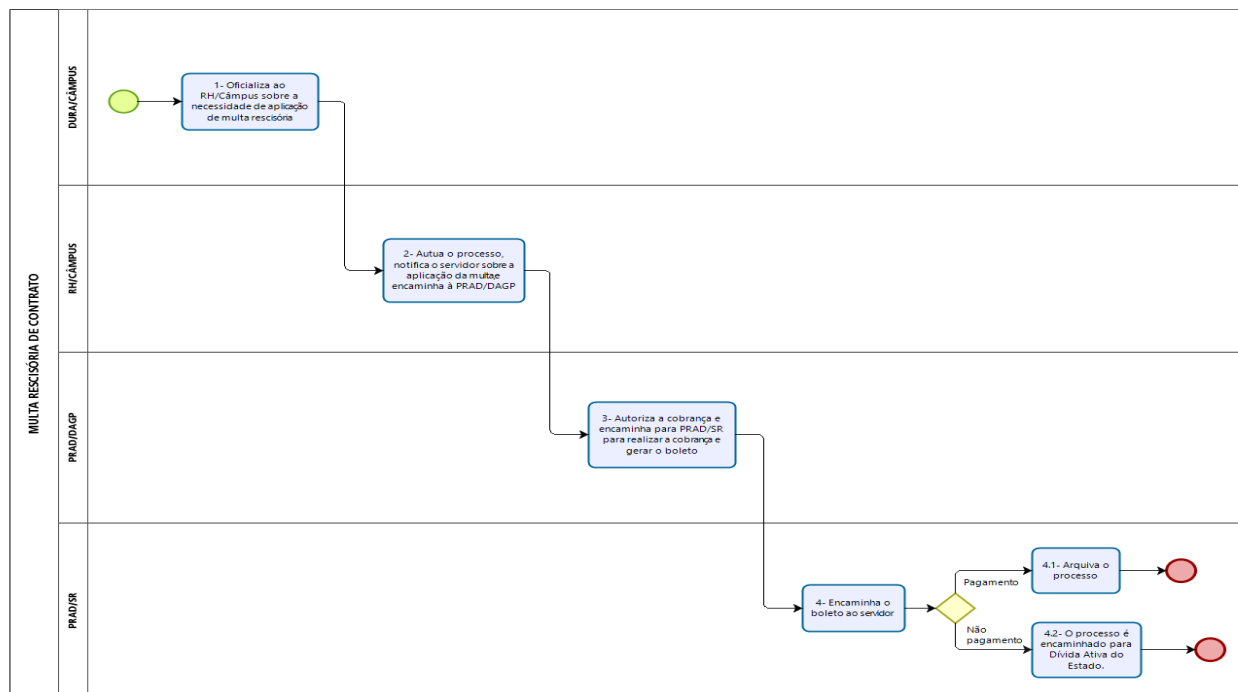 MULTA RESCISÓRIA DE CONTRATO
DURA/CÂMPUS
1- Oficializa ao
RH/Câmpus sobre a
necessidade de aplicação
de multa rescisória
RH/CÂMPUS
2- Autua o processo,
notifica o servidor sobre a
aplicação da multa,e
encaminha à PRAD/DAGP
PRAD/DAGP
3- Autoriza a cobrança e
encaminha para PRAD/SR
para realizar a cobrança e
gerar o boleto
PRAD/SR
4- Encaminha o
boleto ao servidor
Pagamento
4.1- Arquiva o
processo
Não
pagamento
4.2- O processo é
encaminhado para
Dívida Ativa do
Estado.